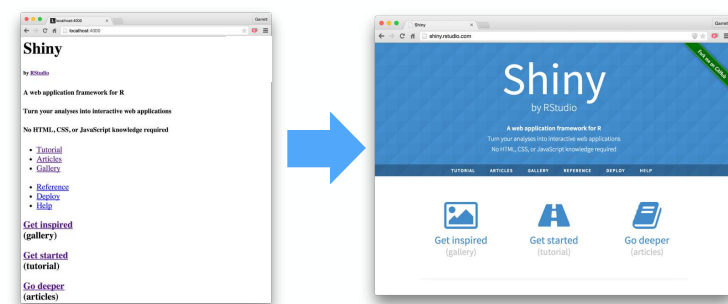 localhost:4000
Garrett
localhost:4000
Shiny
by RStudio
A web application framework for R
Turn your analyses into interactive web applications
No HTML, CSS, or JavaScript knowledge required
Tutorial
Articles
Gallery
Reference
Deploy
Help
Get inspired
(gallery)
Get started
(tutorial)
Go deeper
(articles)
Shiny
Garrett
shiny.rstudio.com
Fork me on GitHub
Shiny
by RStudio
A web application framework for R
Turn your analyses into interactive web applications
No HTML, CSS, or JavaScript knowledge required
TUTORIAL ARTICLES GALLERY REFERENCE DEPLOY HELP
Get inspired Get started Go deeper
(gallery) (tutorial) (articles)